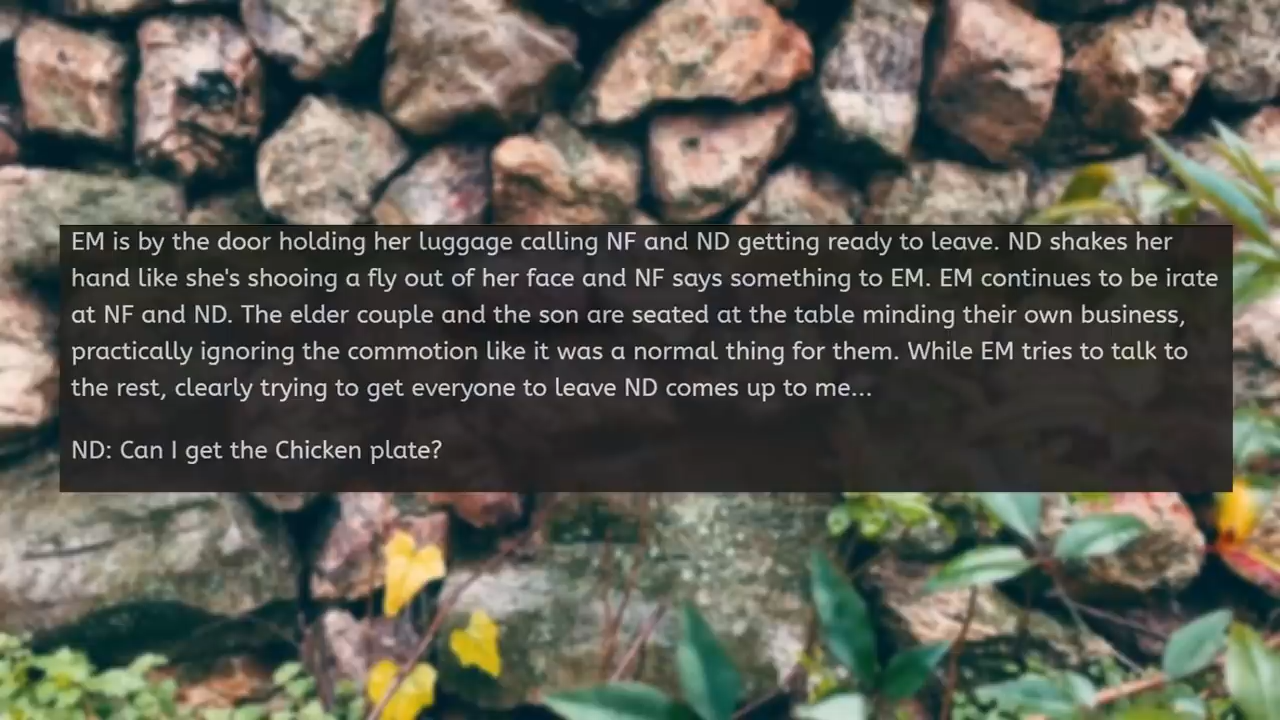 EM is by the door holding her luggage calling NF and ND getting ready to leave. ND shakes her
hand like she's shooing a fly out of her face and NF says something to EM. EM continues to be irate
at NF and ND. The elder couple and the son are seated at the table minding their own business,
practically ignoring the commotion like it was a normal thing for them. While EM tries to talk to
the rest, clearly trying to get everyone to leave ND comes up to me...
ND: Can I get the Chicken plate?